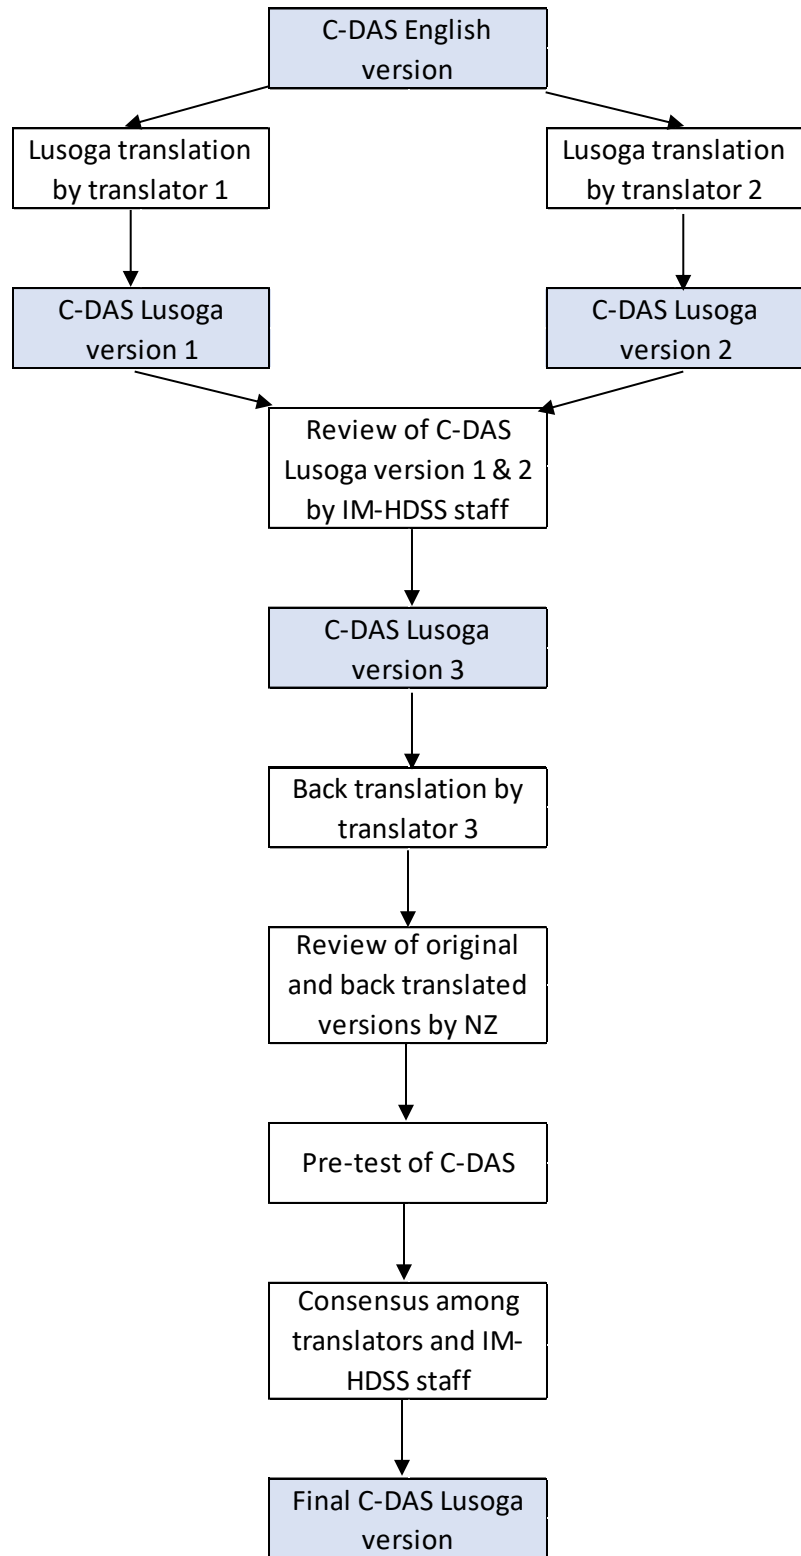 C-DAS English
version
Lusoga translation
by translator 1
Lusoga translation
by translator 2
C-DAS Lusoga
version 1
C-DAS Lusoga
version 2
Review of C-DAS
Lusoga version 1 & 2
by IM-HDSS staff
C-DAS Lusoga
version 3
Back translation by
translator 3
Review of original
and back translated
versions by NZ
Pre-test of C-DAS
Consensus among
translators and IM-
HDSS staff
Final C-DAS Lusoga
version